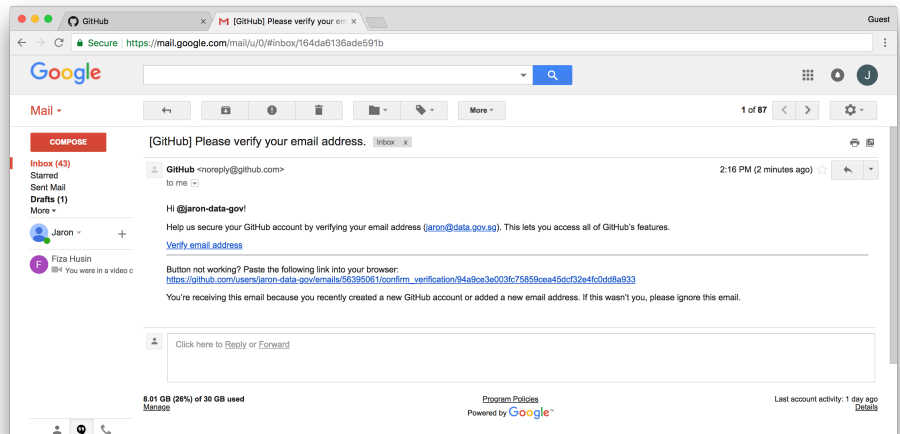 GitHub
[GitHub] Please verify your em
Guest
Secure https://mail.google.com/mail/u/0/#inbox/164da6136ade591b
Google
J
Mail
More
1 of 87
COMPOSE
Inbox (43)
Starred
Sent Mail
Drafts (1)
More
Jaron
+
F
Fiza Husin
You were in a video c
[GitHub] Please verify your email address. Inbox x
GitHub <noreply@github.com>
2:16 PM (2 minutes ago)
to me
Hi @jaron-data-gov!
Help us secure your GitHub account by verifying your email address (jaron@data.gov.sg). This lets you access all of GitHub's features.
Verify email address
Button not working? Paste the following link into your browser:
https://github.com/users/jaron-data-gov/emails/56395061/confirm_verification/94a9ce3e003fc75859cea45dcf32e4fc0dd8a933
You're receiving this email because you recently created a new GitHub account or added a new email address. If this wasn't you, please ignore this email.
Click here to Reply or Forward
8.01 GB (26%) of 30 GB used
Manage
Program Policies
Powered by Google™
Last account activity: 1 day ago
Details